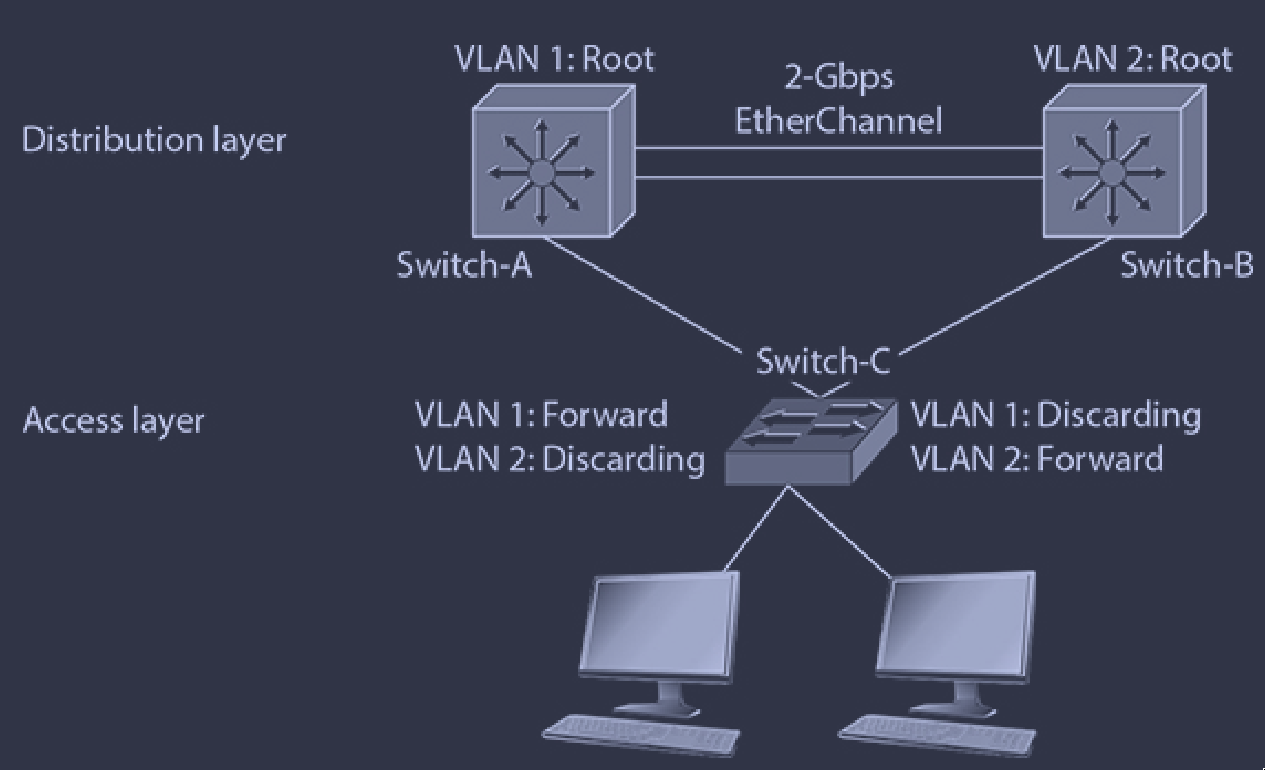 VLAN 1: Root
VLAN 2: Root
2-Gbps
EtherChannel
Distribution layer
Switch-A
Switch-B
Switch-C
Access layer
VLAN 1: Forward
VLAN 2: Discarding
VLAN 1: Discarding
VLAN 2: Forward